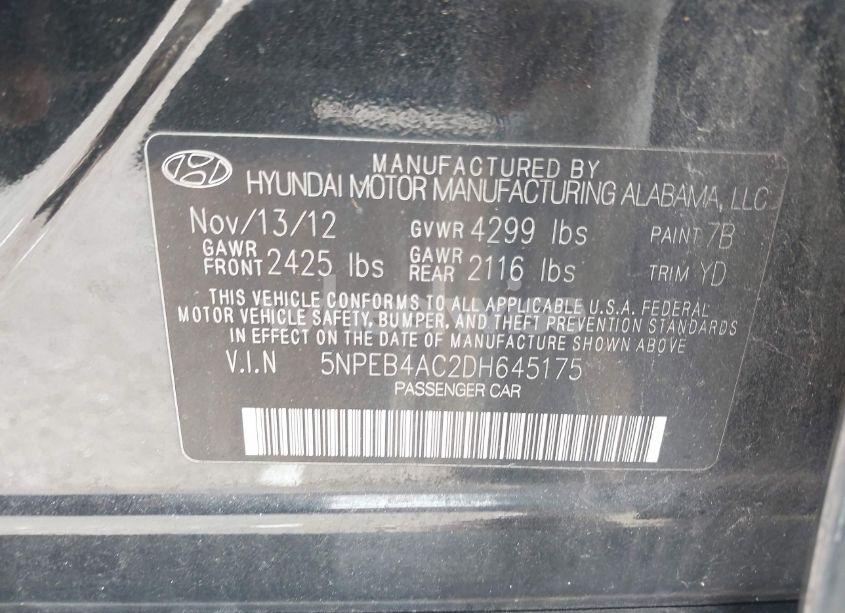 MANUFACTURED BY
HYUNDAI MOTOR MANUFACTURING ALABAMA, LLC
Nov/13/12 GVWR 4299 lbs PAINT 7B
GAWR FRONT 2425 lbs GAWR REAR 2116 lbs TRIM YD
THIS VEHICLE CONFORMS TO ALL APPLICABLE U.S.A. FEDERAL
MOTOR VEHICLE SAFETY, BUMPER, AND THEFT PREVENTION STANDARDS
IN EFFECT ON THE DATE OF MANUFACTURE SHOWN ABOVE
V.I.N 5NPEB4AC2DH645175
PASSENGER CAR